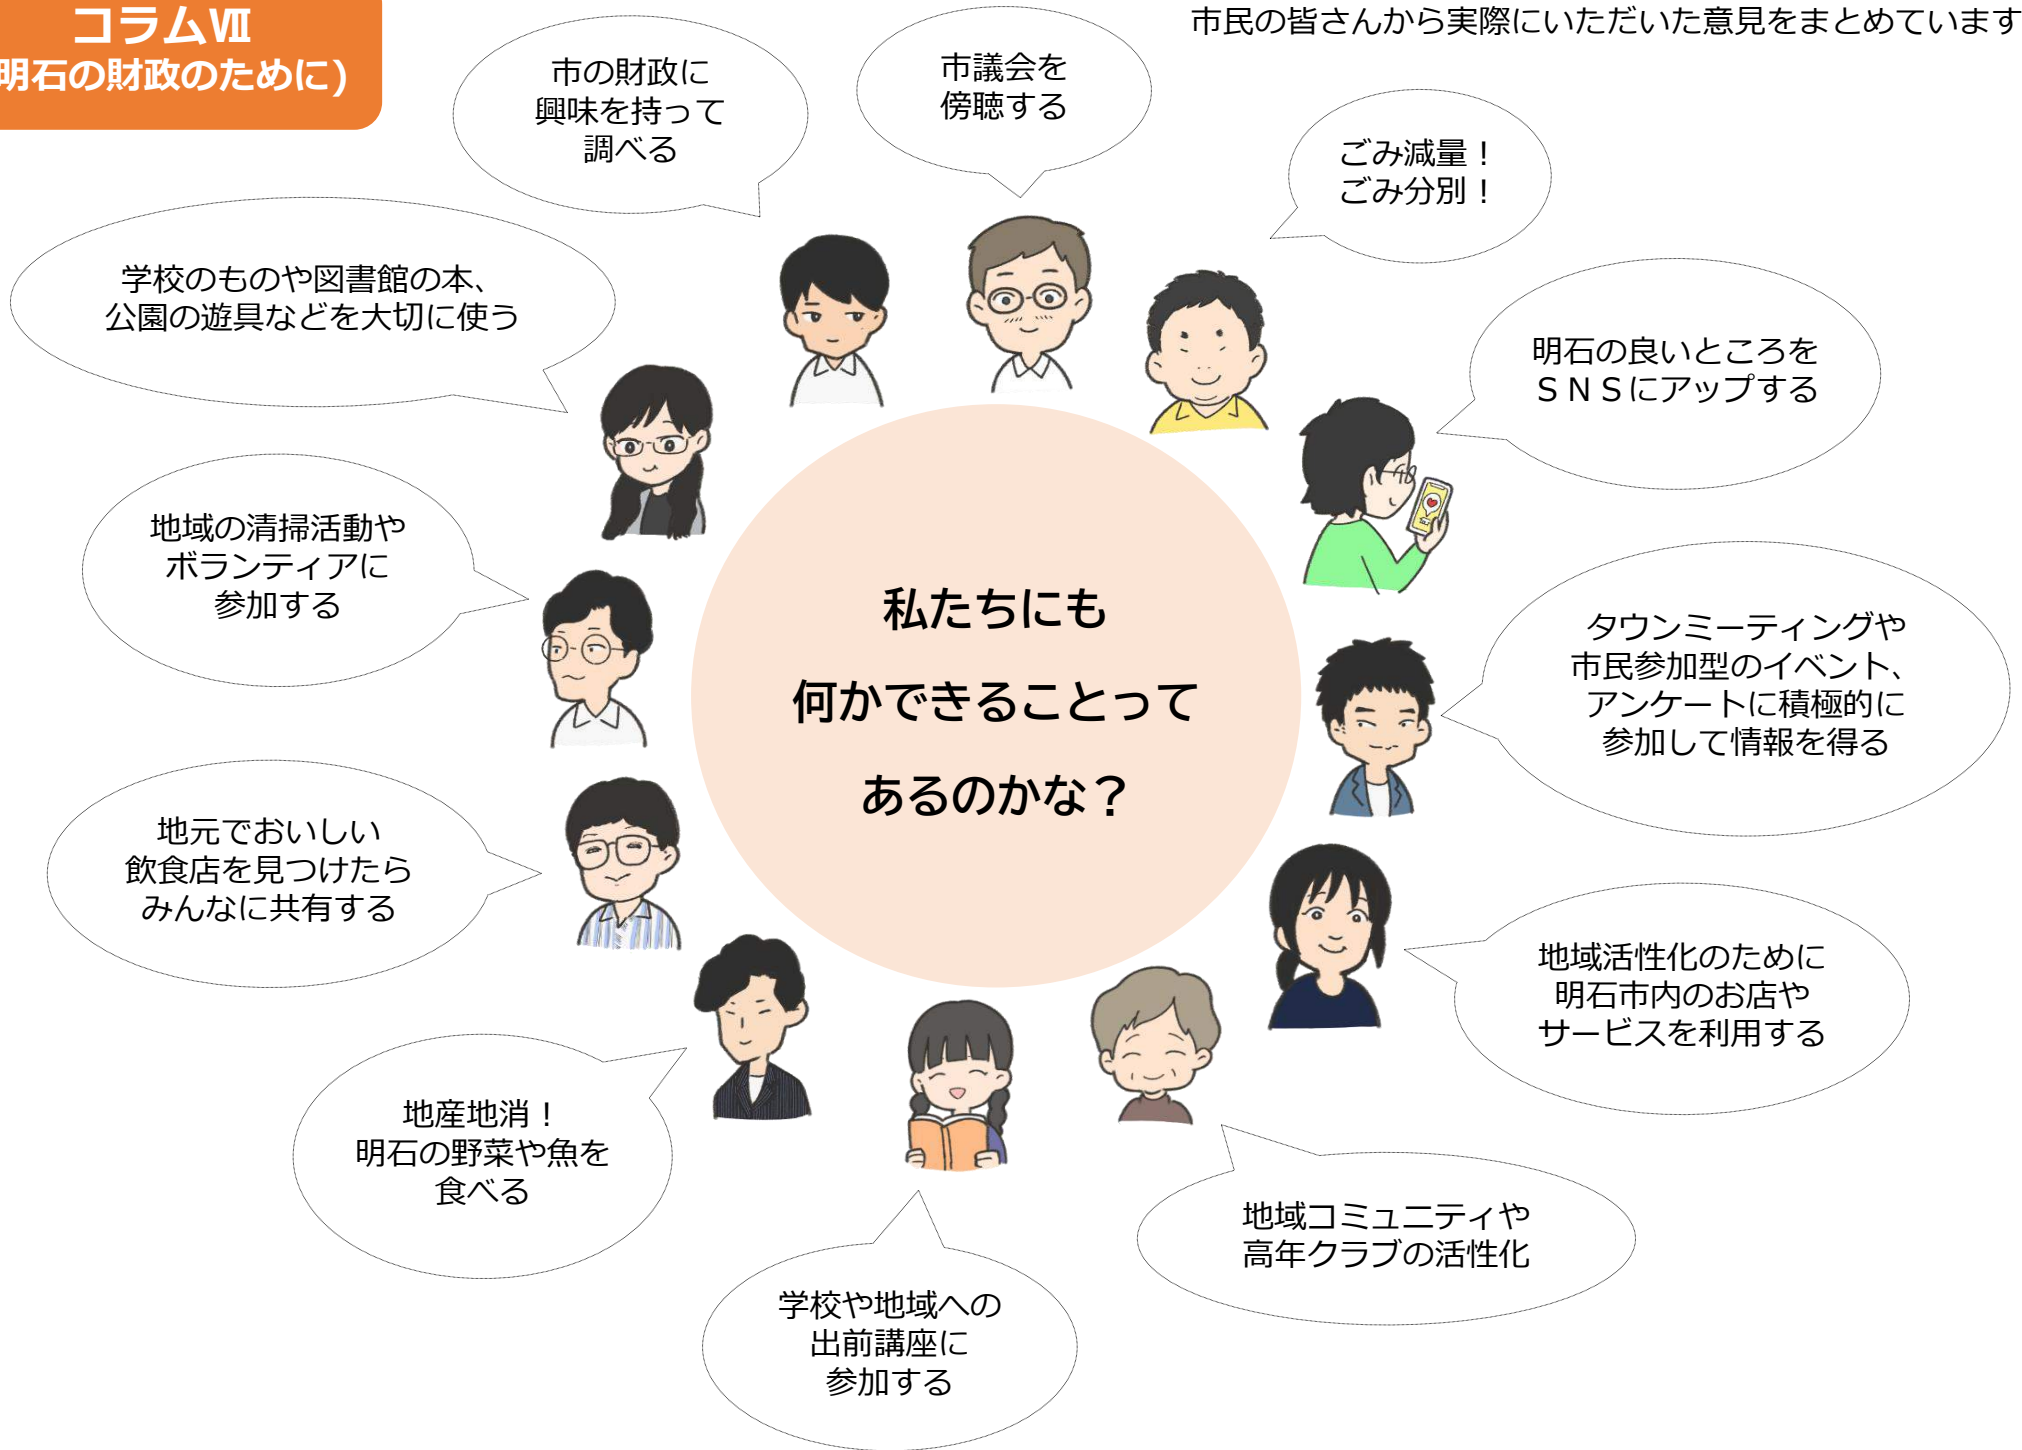 コラムⅦ
明石の財政のために)
市民の皆さんから実際にいただいた意見をまとめています
市の財政に
興味を持って
調べる
市議会を
傍聴する
ごみ減量！
ごみ分別！
学校のものや図書館の本、
公園の遊具などを大切に使う
明石の良いところを
ＳＮＳにアップする
地域の清掃活動や
ボランティアに
参加する
私たちにも
何かできることって
あるのかな？
タウンミーティングや
市民参加型のイベント、
アンケートに積極的に
参加して情報を得る
地元でおいしい
飲食店を見つけたら
みんなに共有する
地域活性化のために
明石市内のお店や
サービスを利用する
地産地消！
明石の野菜や魚を
食べる
地域コミュニティや
高年クラブの活性化
学校や地域への
出前講座に
参加する